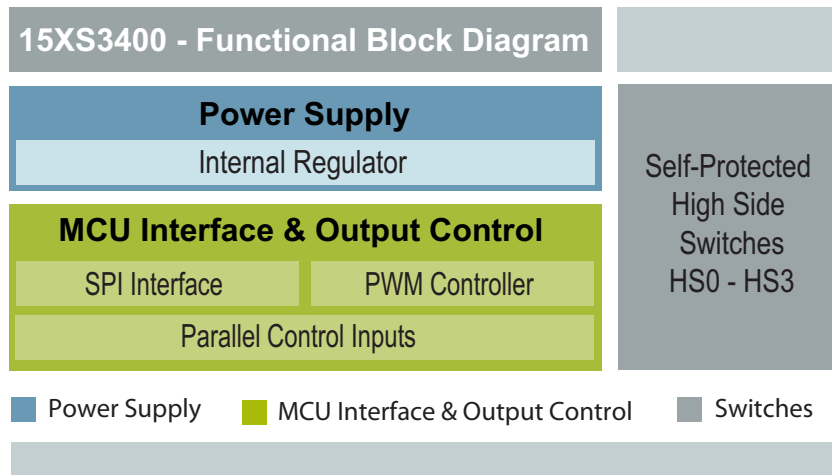 15XS3400 - Functional Block Diagram
Power Supply
Internal Regulator
MCU Interface & Output Control
SPI Interface
PWM Controller
Parallel Control Inputs
Self-Protected
High Side
Switches
HS0 - HS3
Power Supply
MCU Interface & Output Control
Switches